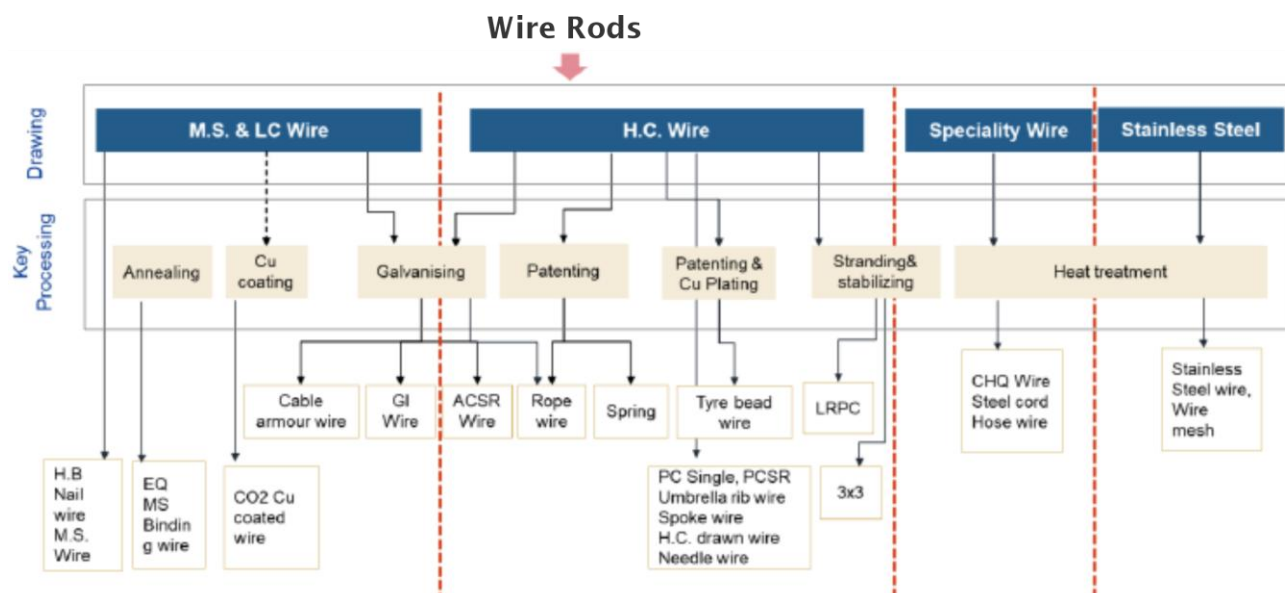 Wire Rods
Drawing
M.S. & LC Wire
H.C. Wire
Speciality Wire
Stainless Steel
Key
Processing
Annealing
Cu
coating
Galvanising
Patenting
Patenting &
Cu Plating
Stranding&
stabilizing
Heat treatment
Cable
armour wire
GI
Wire
ACSR
Wire
Rope
wire
Spring
Tyre bead
wire
LRPC
CHQ Wire
Steel cord
Hose wire
Stainless
Steel wire,
Wire
mesh
H.B
Nail
wire
M.S.
Wire
EQ
MS
Bindin
g wire
CO2 Cu
coated
wire
PC Single, PCSR
Umbrella rib wire
Spoke wire
H.C. drawn wire
Needle wire
3x3